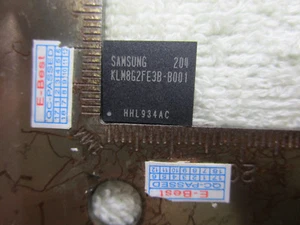 SAMSUNG 204
KLM8G2FE3B-B001
HHL934AC
E-Best
QC-PASSED
QC-PASSED
E-Best